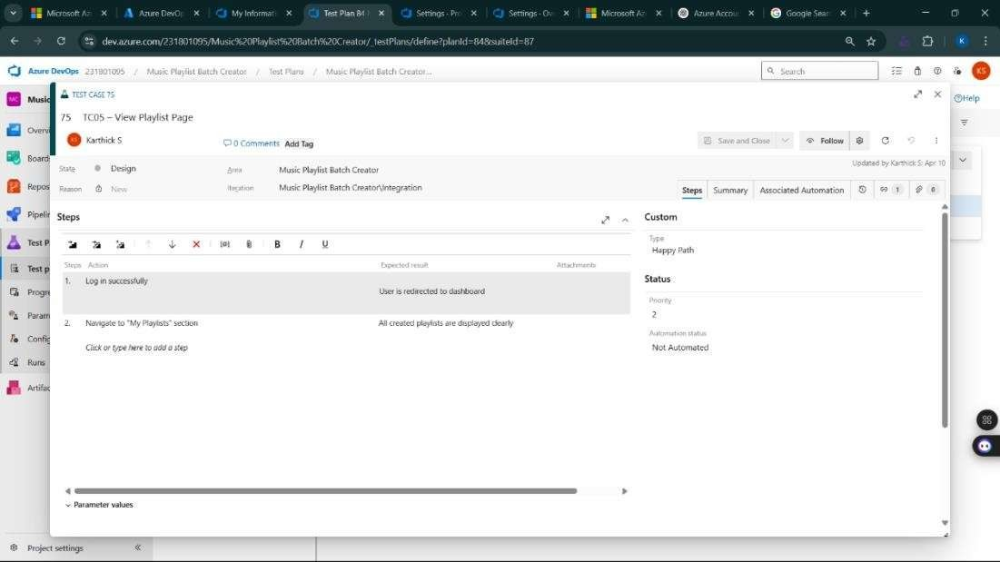 Microsoft Az
Azure DevOp
My Informati
Test Plan 84
Settings - Pro
Settings - Ov
Microsoft Az
Azure Accou
Google Sear
dev.azure.com/231801095/Music%20Playlist%20Batch%20Creator/_testPlans/define?planId=84&suiteId=87
K
Azure DevOps 231801095 / Music Playlist Batch Creator / Test Plans / Music Playlist Batch Creator...
Search
KS
MC Music
Overvi
Boards
Repos
Pipelin
Test P
Test p
Progre
Param
Config
Runs
Artifac
Project settings
Help
TEST CASE 75
75 TC05 – View Playlist Page
KS Karthick S
0 Comments Add Tag
Save and Close
Follow
State Design
Area Music Playlist Batch Creator
Updated by Karthick S: Apr 10
Reason New
Iteration Music Playlist Batch Creator\Integration
Steps Summary Associated Automation 1 0
Steps
B I U
Steps Action Expected result Attachments
1. Log in successfully
User is redirected to dashboard
2. Navigate to "My Playlists" section All created playlists are displayed clearly
Click or type here to add a step
Parameter values
Custom
Type
Happy Path
Status
Priority
2
Automation status
Not Automated